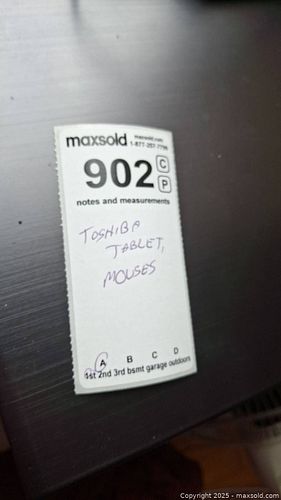 maxsold maxsold.com
1-877-257-7795
902 C
P
notes and measurements
TOSHIBA
TABLET,
MOUSES
A B C D
1st 2nd 3rd bsmt garage outdoors
Copyright © 2025 - maxsold.com